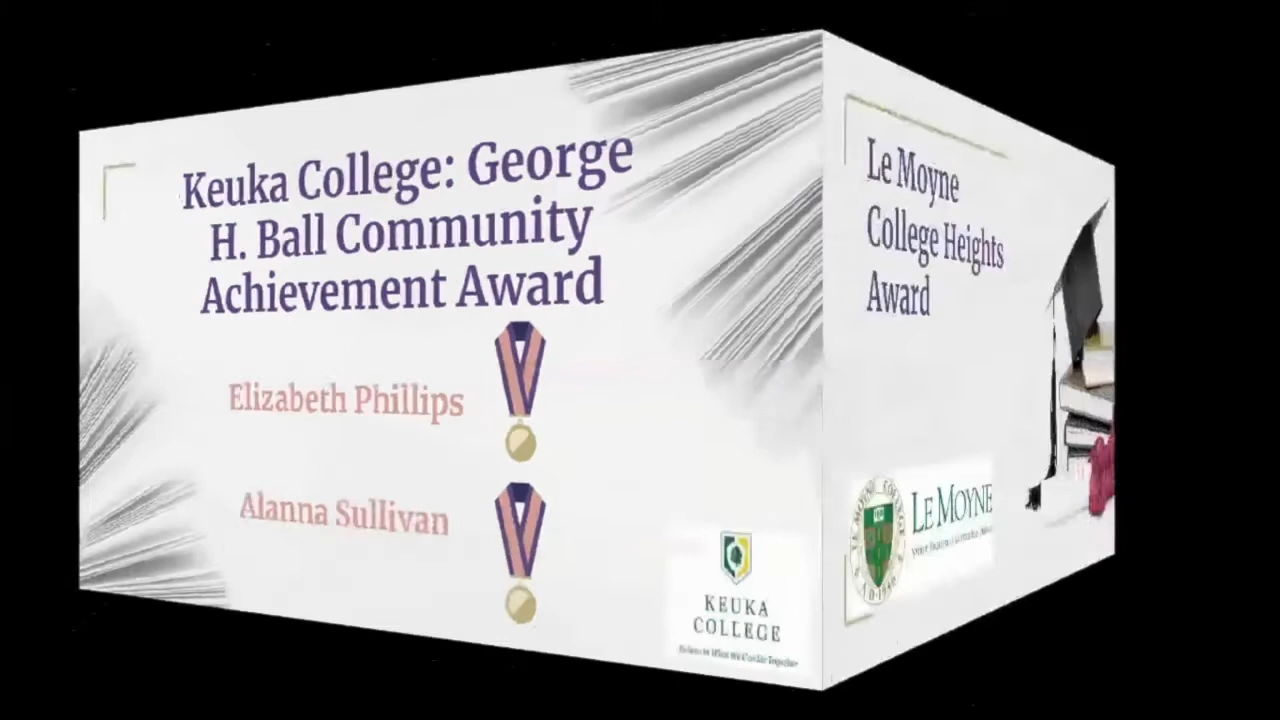 Keuka College: George
H. Ball Community
Achievement Award
Elizabeth Phillips
Alanna Sullivan
KEUKA
COLLEGE
Le Moyne
College Heights
Award
LE MOYNE